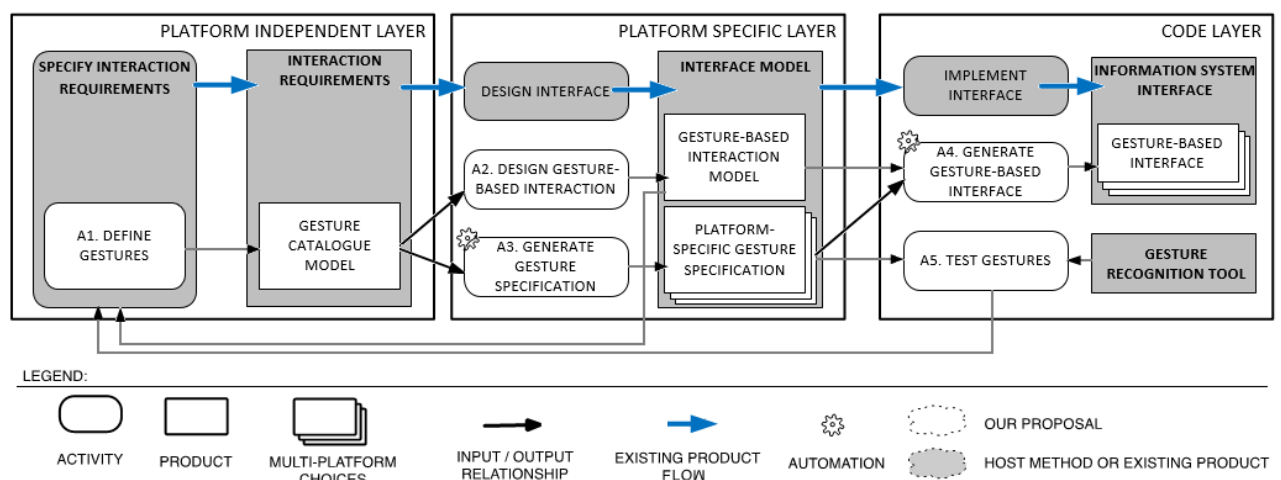 PLATFORM INDEPENDENT LAYER
SPECIFY INTERACTION
REQUIREMENTS
INTERACTION
REQUIREMENTS
A1. DEFINE
GESTURES
GESTURE
CATALOGUE
MODEL
PLATFORM SPECIFIC LAYER
DESIGN INTERFACE
INTERFACE MODEL
A2. DESIGN GESTURE-
BASED INTERACTION
GESTURE-BASED
INTERACTION
MODEL
A3. GENERATE
GESTURE
SPECIFICATION
PLATFORM-
SPECIFIC GESTURE
SPECIFICATION
CODE LAYER
IMPLEMENT
INTERFACE
INFORMATION SYSTEM
INTERFACE
A4. GENERATE
GESTURE-BASED
INTERFACE
GESTURE-BASED
INTERFACE
A5. TEST GESTURES
GESTURE
RECOGNITION TOOL
LEGEND:
ACTIVITY
PRODUCT
MULTI-PLATFORM
CHOICES
INPUT / OUTPUT
RELATIONSHIP
EXISTING PRODUCT
FLOW
AUTOMATION
OUR PROPOSAL
HOST METHOD OR EXISTING PRODUCT